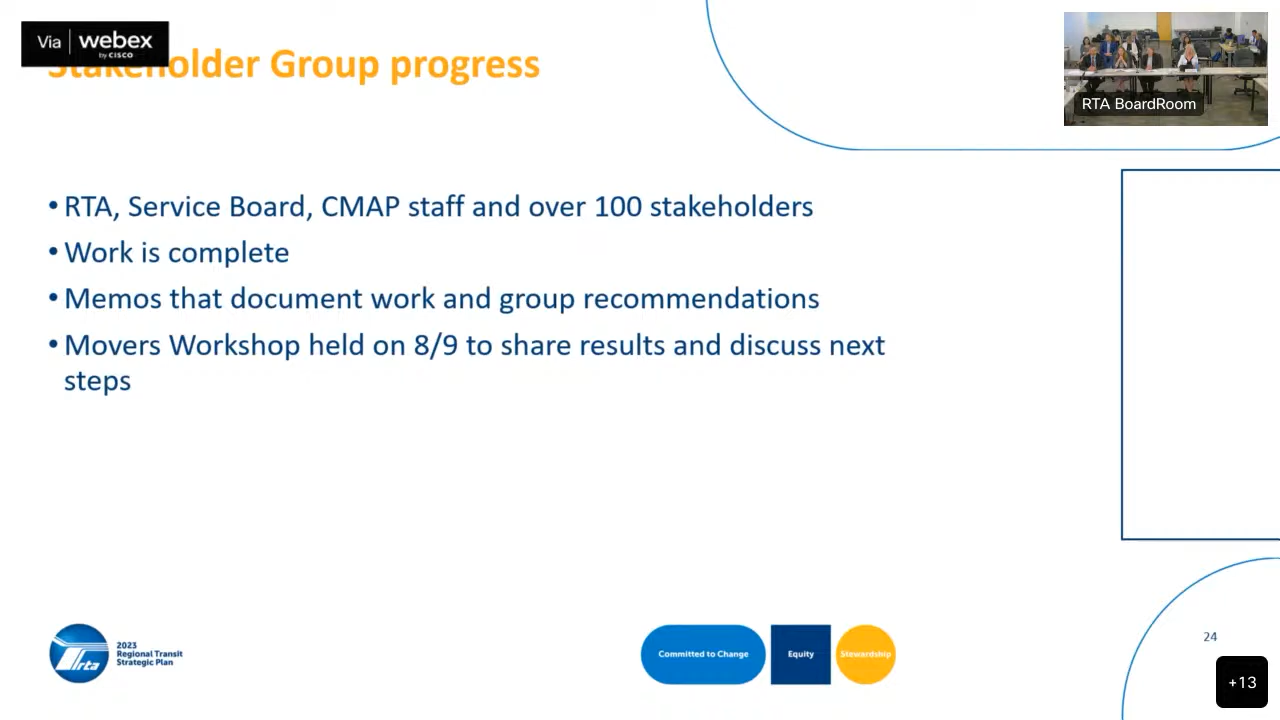 Via webex
by CISCO
Stakeholder Group progress
RTA BoardRoom
• RTA, Service Board, CMAP staff and over 100 stakeholders
• Work is complete
• Memos that document work and group recommendations
• Movers Workshop held on 8/9 to share results and discuss next
steps
rta
2023
Regional Transit
Strategic Plan
Committed to Change
Equity
Stewardship
24
+13